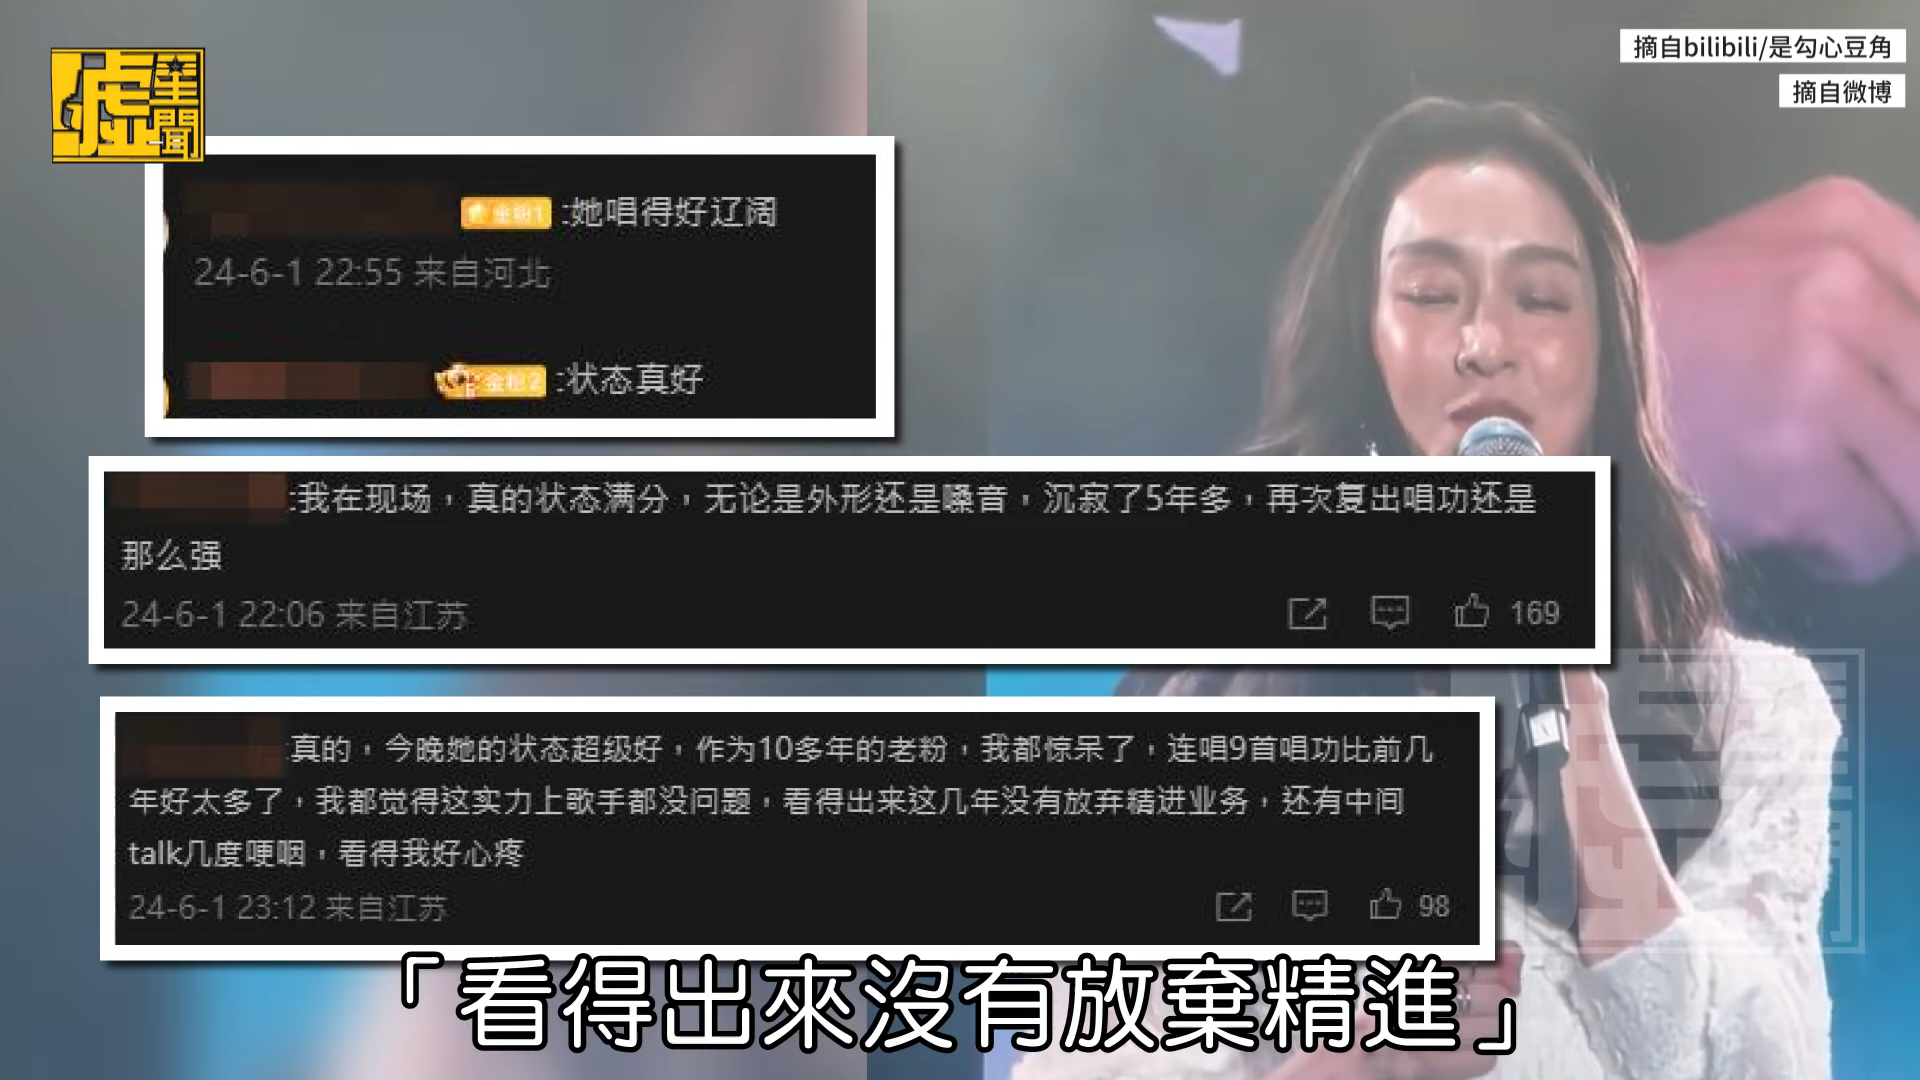 噓星聞
摘自bilibili/是勾心豆角
摘自微博
金粉1 :她唱得好辽阔
24-6-1 22:55 来自河北
金粉2 :状态真好
:我在现场，真的状态满分，无论是外形还是嗓音，沉寂了5年多，再次复出唱功还是
那么强
24-6-1 22:06 来自江苏
169
:真的，今晚她的状态超级好，作为10多年的老粉，我都惊呆了，连唱9首唱功比前几
年好太多了，我都觉得这实力上歌手都没问题，看得出来这几年没有放弃精进业务，还有中间
talk几度哽咽，看得我好心疼
24-6-1 23:12 来自江苏
98
「看得出來沒有放棄精進」